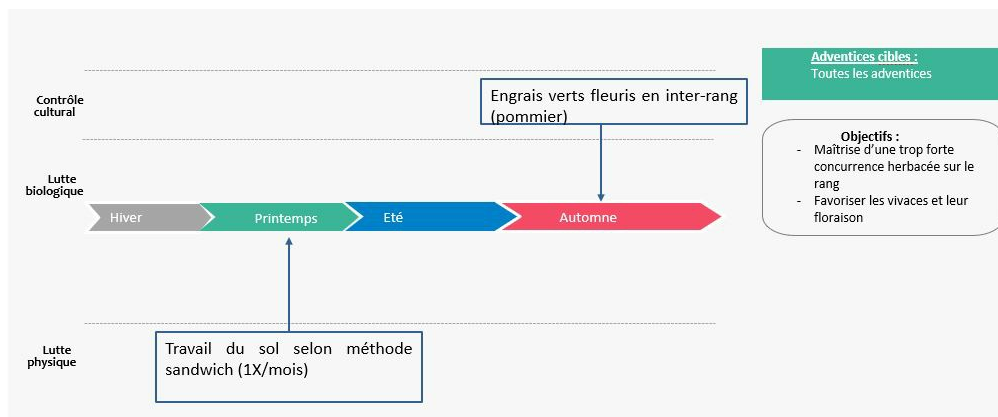 Adventices cibles :
Toutes les adventices
Contrôle
cultural
Engrais verts fleuris en inter-rang
(pommier)
Objectifs :
- Maîtrise d'une trop forte
concurrence herbacée sur le
rang
- Favoriser les vivaces et leur
floraison
Lutte
biologique
Hiver
Printemps
Eté
Automne
Lutte
physique
Travail du sol selon méthode
sandwich (1X/mois)